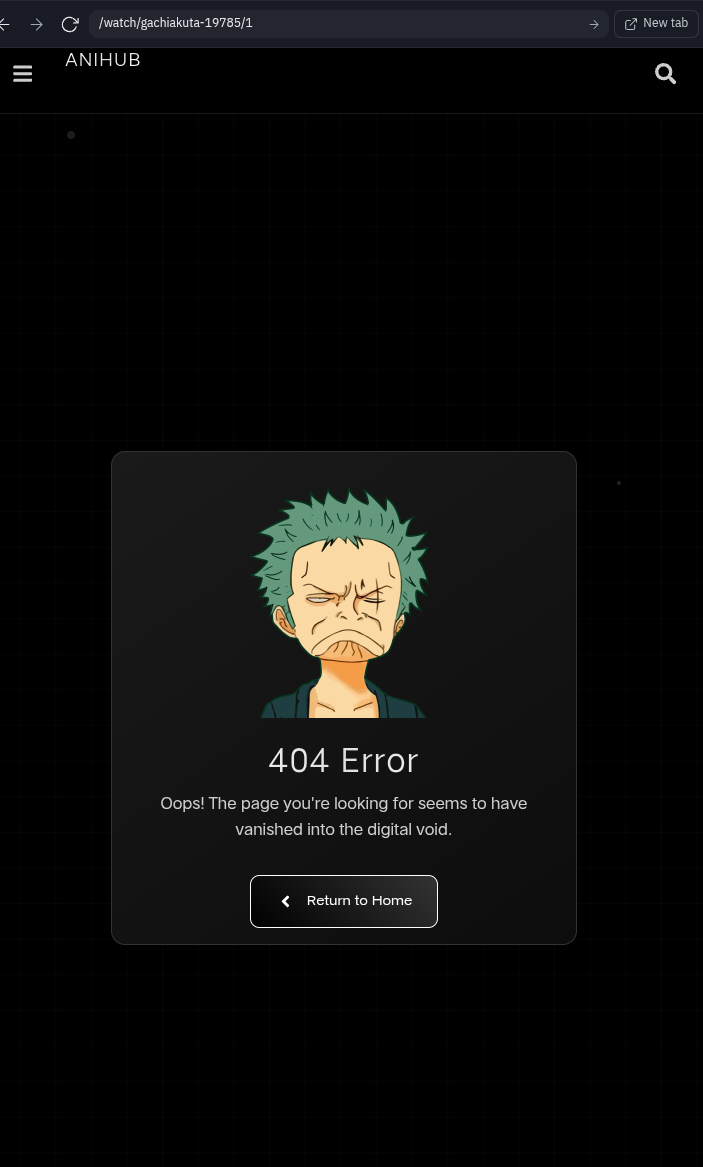 /watch/gachiakuta-19785/1
New tab
ANIHUB
404 Error
Oops! The page you're looking for seems to have
vanished into the digital void.
Return to Home